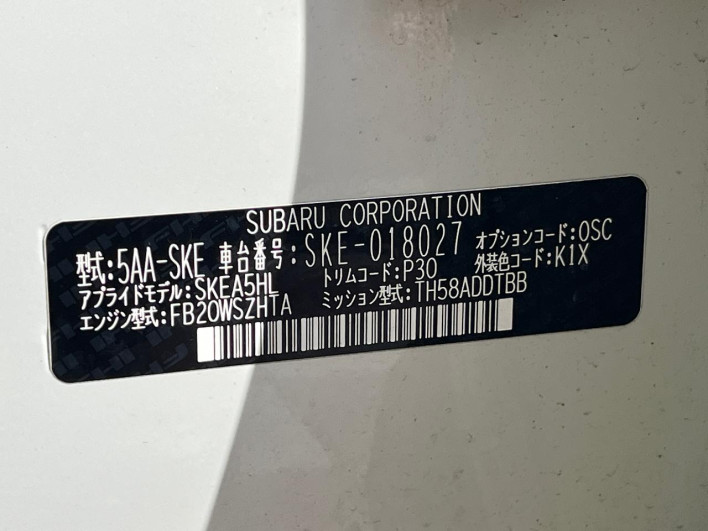 SUBARU CORPORATION
型式:5AA-SKE 車台番号:SKE-018027 オプションコード:OSC
アプライドモデル:SKEA5HL トリムコード:P30 外装色コード:K1X
エンジン型式:FB20WSZHTA ミッション型式:TH58ADDTBB